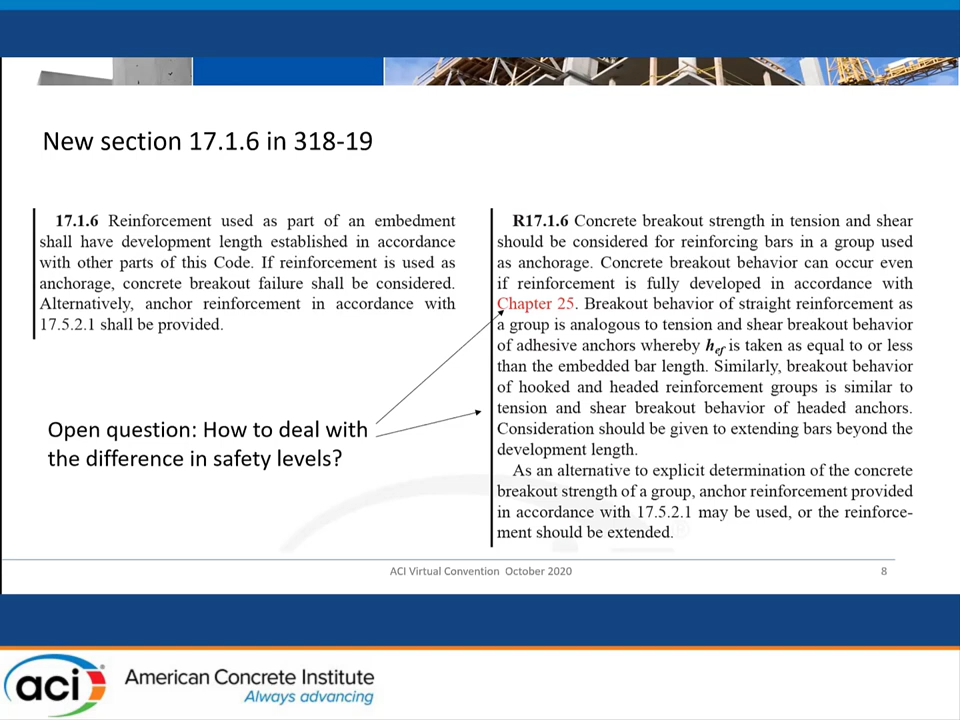 New section 17.1.6 in 318-19
17.1.6 Reinforcement used as part of an embedment
shall have development length established in accordance
with other parts of this Code. If reinforcement is used as
anchorage, concrete breakout failure shall be considered.
Alternatively, anchor reinforcement in accordance with
17.5.2.1 shall be provided.
R17.1.6 Concrete breakout strength in tension and shear
should be considered for reinforcing bars in a group used
as anchorage. Concrete breakout behavior can occur even
if reinforcement is fully developed in accordance with
Chapter 25. Breakout behavior of straight reinforcement as
a group is analogous to tension and shear breakout behavior
of adhesive anchors whereby hef is taken as equal to or less
than the embedded bar length. Similarly, breakout behavior
of hooked and headed reinforcement groups is similar to
tension and shear breakout behavior of headed anchors.
Consideration should be given to extending bars beyond the
development length.
As an alternative to explicit determination of the concrete
breakout strength of a group, anchor reinforcement provided
in accordance with 17.5.2.1 may be used, or the reinforce-
ment should be extended.
Open question: How to deal with
the difference in safety levels?
ACI Virtual Convention October 2020
8
aci
American Concrete Institute
Always advancing